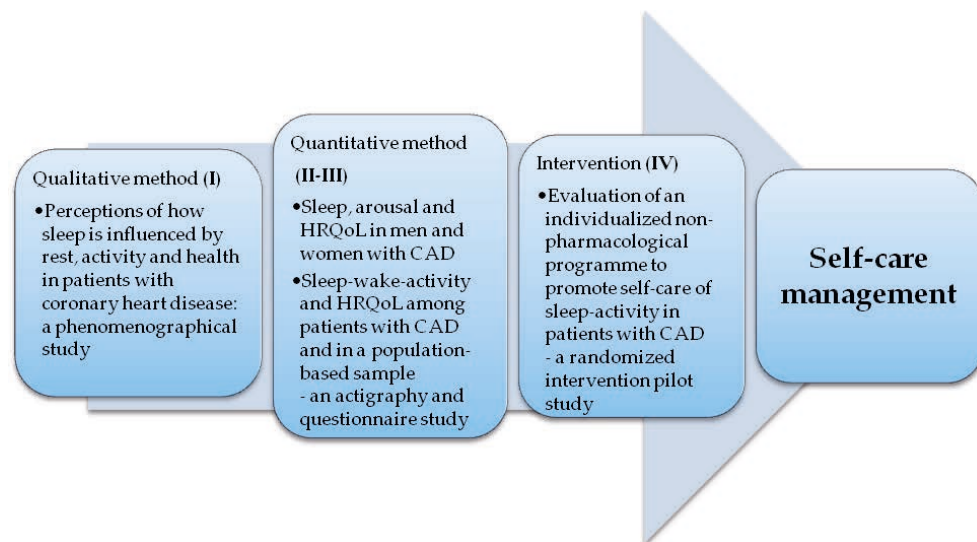 Qualitative method (I)
•Perceptions of how
sleep is influenced by
rest, activity and health
in patients with
coronary heart disease:
a phenomenographical
study
Quantitative method
(II-III)
•Sleep, arousal and
HRQoL in men and
women with CAD
•Sleep-wake-activity
and HRQoL among
patients with CAD
and in a population-
based sample
- an actigraphy and
questionnaire study
Intervention (IV)
•Evaluation of an
individualized non-
pharmacological
programme to
promote self-care of
sleep-activity in
patients with CAD
- a randomized
intervention pilot
study
Self-care
management